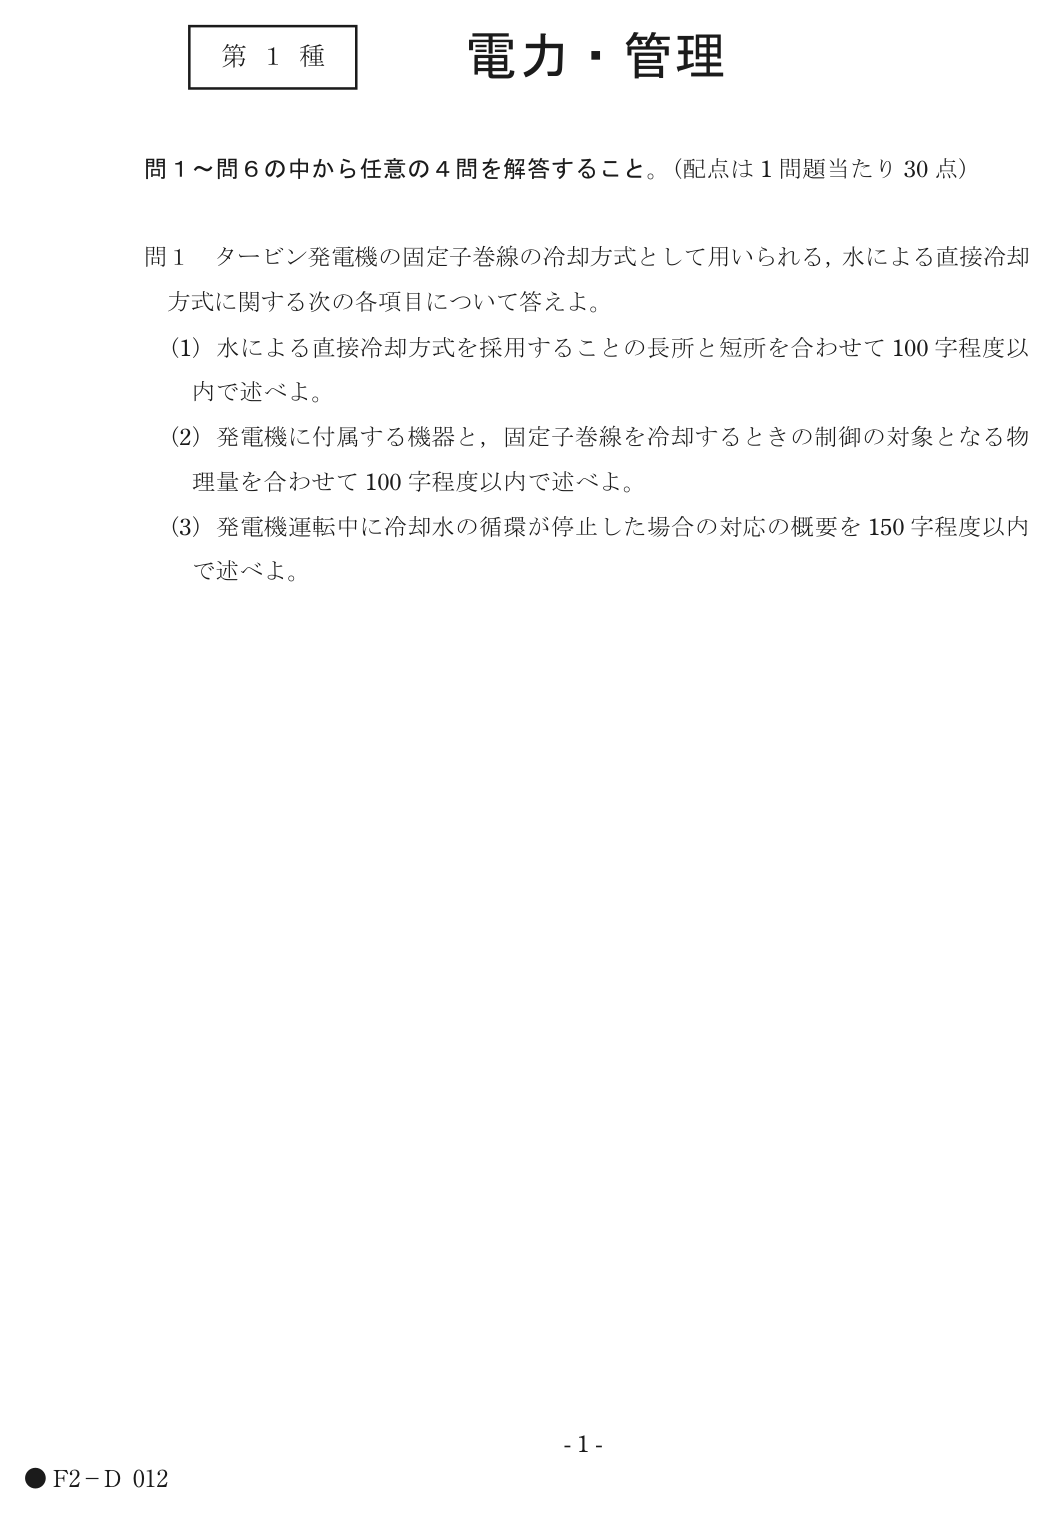 第 1 種
電力・管理
問1~問6の中から任意の4問を解答すること。(配点は1問題当たり 30 点)
問1 タービン発電機の固定子巻線の冷却方式として用いられる,水による直接冷却
方式に関する次の各項目について答えよ。
(1) 水による直接冷却方式を採用することの長所と短所を合わせて 100 字程度以
内で述べよ。
(2) 発電機に付属する機器と,固定子巻線を冷却するときの制御の対象となる物
理量を合わせて 100 字程度以内で述べよ。
(3) 発電機運転中に冷却水の循環が停止した場合の対応の概要を 150 字程度以内
で述べよ。
- 1 -
●F2-D 012